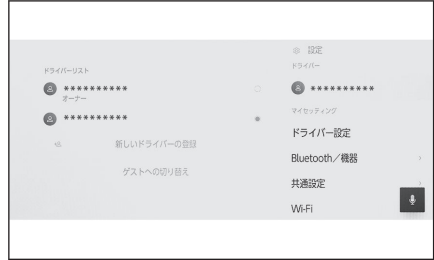 ドライバーリスト
**********
オーナー
**********
新しいドライバーの登録
ゲストへの切り替え
設定
ドライバー
**********
マイセッティング
ドライバー設定
Bluetooth／機器
共通設定
Wi-Fi